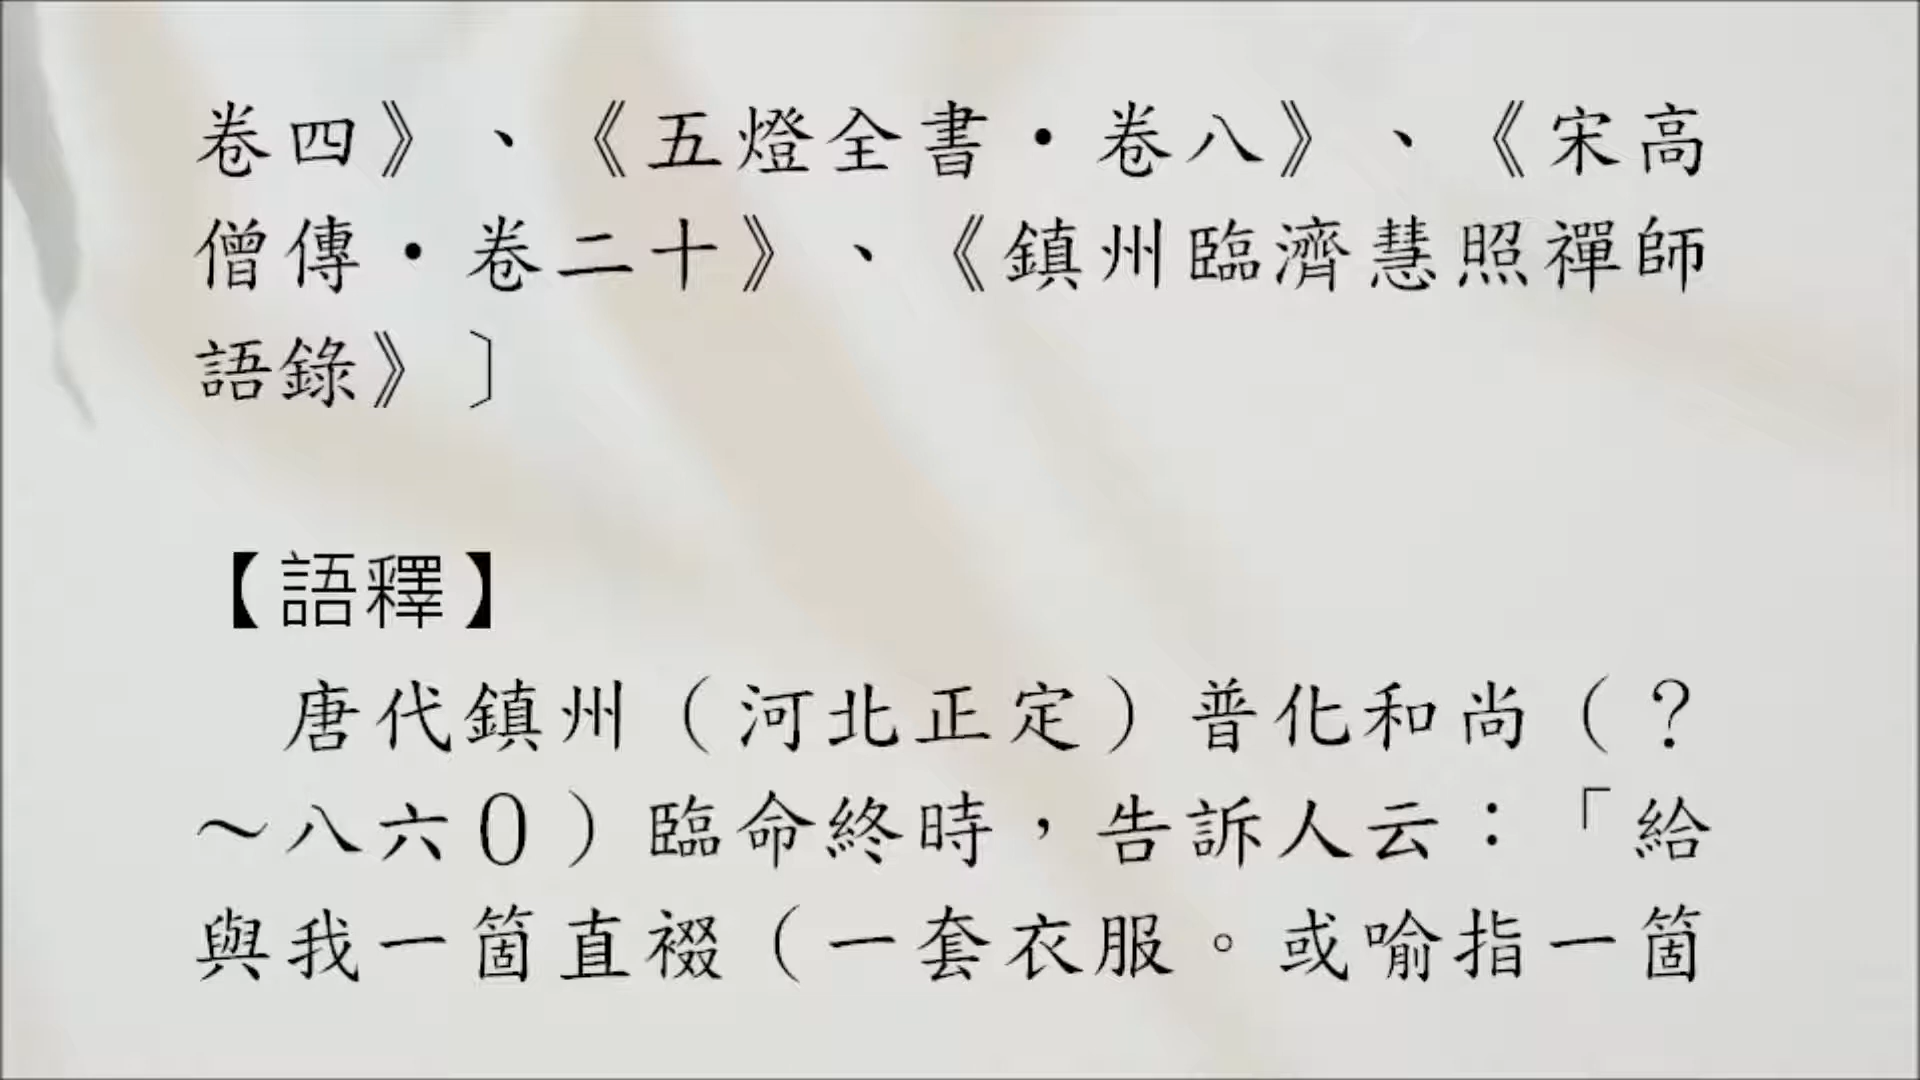 卷四》、《五燈全書・卷八》、《宋高
僧傳・卷二十》、《鎮州臨濟慧照禪師
語錄》〕
【語釋】
唐代鎮州（河北正定）普化和尚（？
～八六０）臨命終時，告訴人云：「給
與我一箇直裰（一套衣服。或喻指一箇